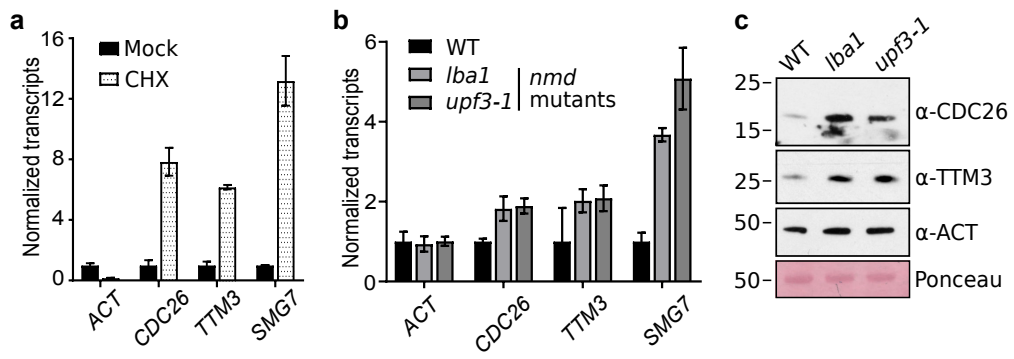 a
16
12
8
4
0
Normalized transcripts
Mock
CHX
ACT
CDC26
TTM3
SMG7
b
6
4
2
0
Normalized transcripts
WT
lba1
upf3-1
nmd
mutants
ACT
CDC26
TTM3
SMG7
c
WT
lba1
upf3-1
25
15
α-CDC26
25
α-TTM3
50
α-ACT
50
Ponceau